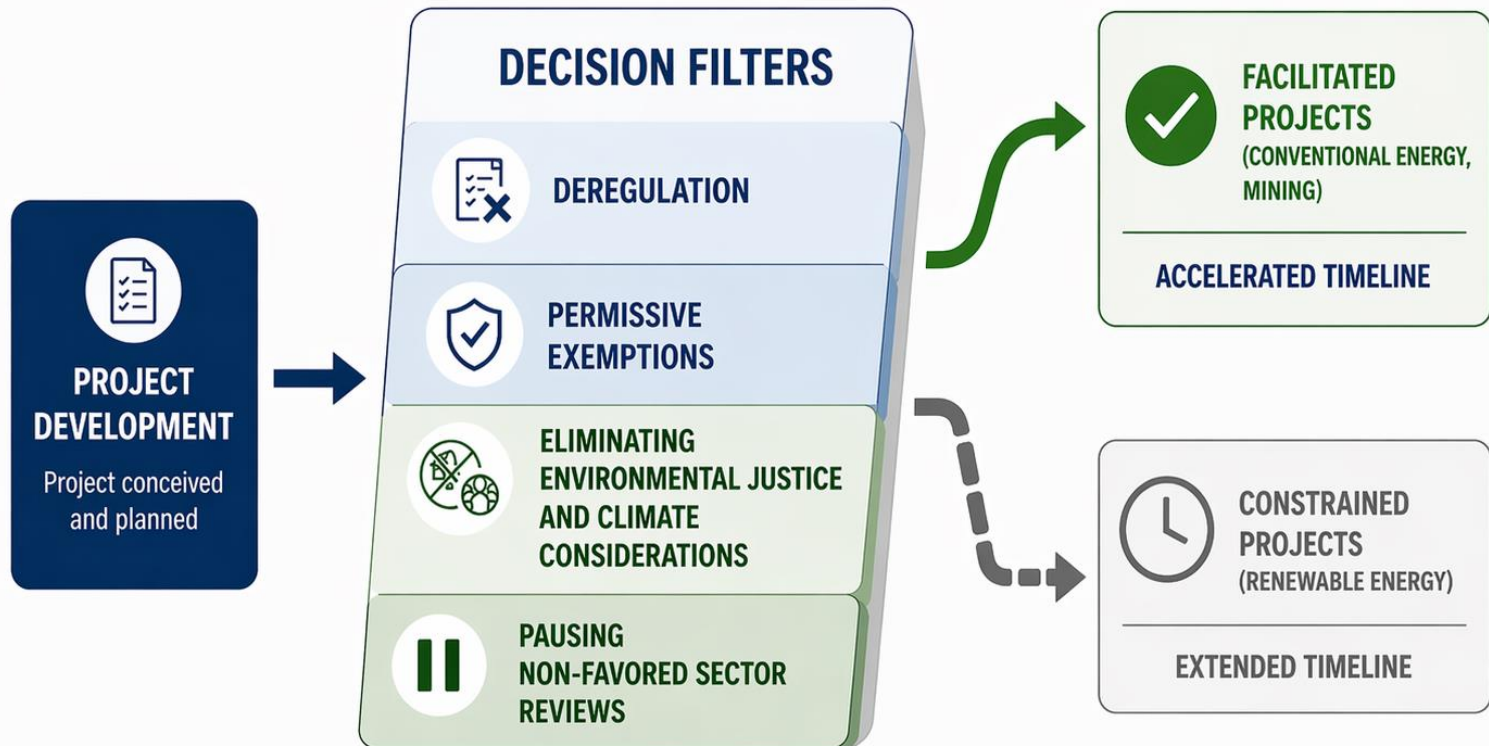 PROJECT
DEVELOPMENT
Project conceived
and planned
DECISION FILTERS
DEREGULATION
PERMISSIVE
EXEMPTIONS
ELIMINATING
ENVIRONMENTAL JUSTICE
AND CLIMATE
CONSIDERATIONS
PAUSING
NON-FAVORED SECTOR
REVIEWS
FACILITATED
PROJECTS
(CONVENTIONAL ENERGY,
MINING)
ACCELERATED TIMELINE
CONSTRAINED
PROJECTS
(RENEWABLE ENERGY)
EXTENDED TIMELINE